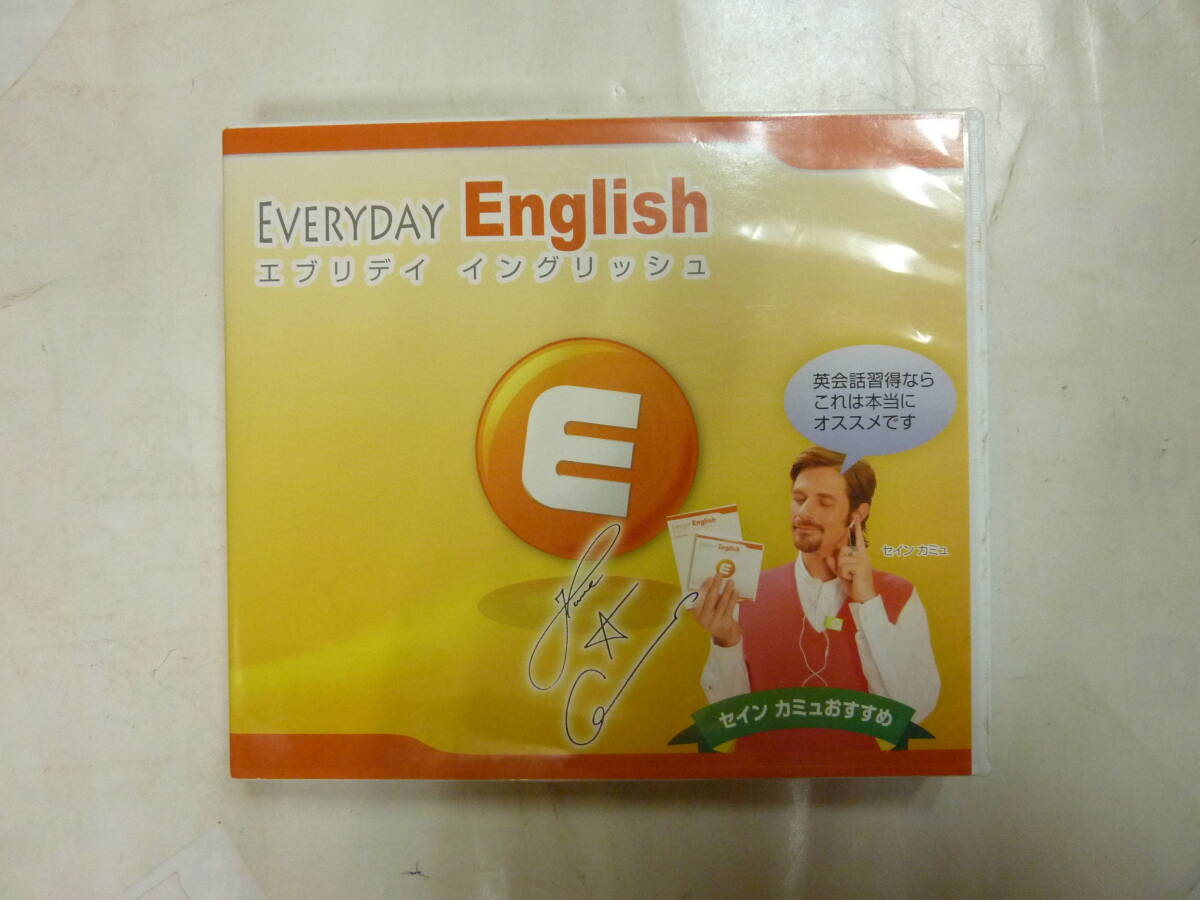 EVERYDAY English
エブリデイ イングリッシュ
E
英会話習得なら
これは本当に
オススメです
セイン カミュ
English
English
E
セイン カミュおすすめ